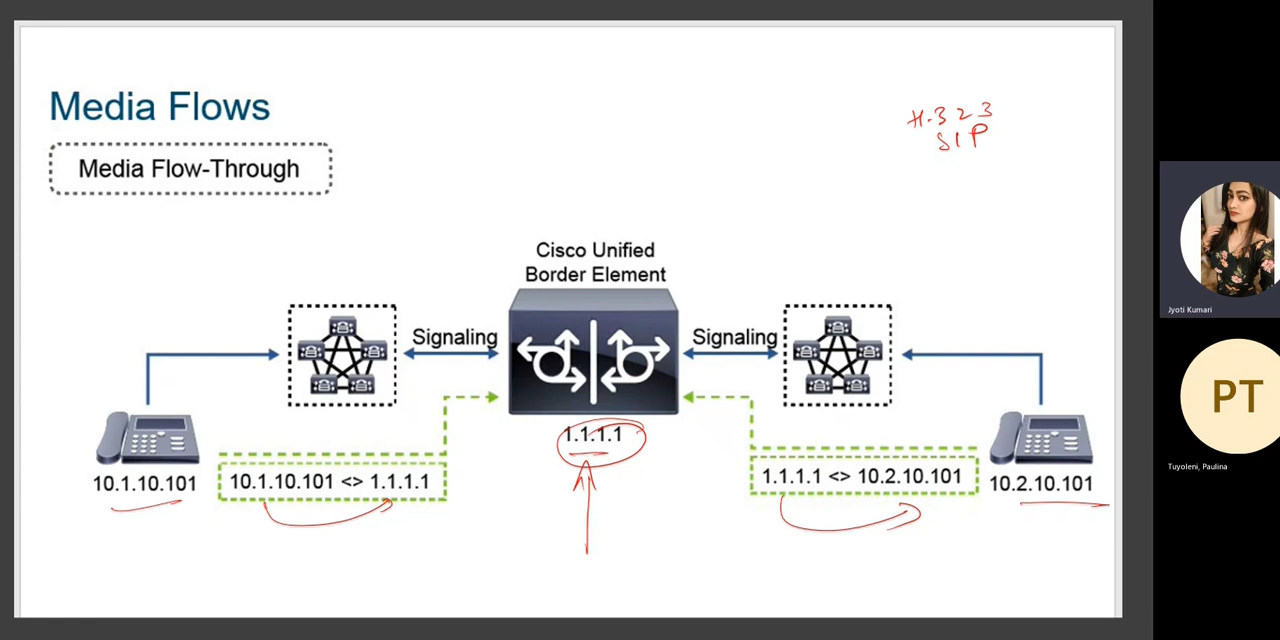 Media Flows
Media Flow-Through
H.323
SIP
Cisco Unified
Border Element
Signaling
Signaling
1.1.1.1
10.1.10.101
10.1.10.101 <> 1.1.1.1
1.1.1.1 <> 10.2.10.101
10.2.10.101
Jyoti Kumari
PT
Tuyoleni, Paulina